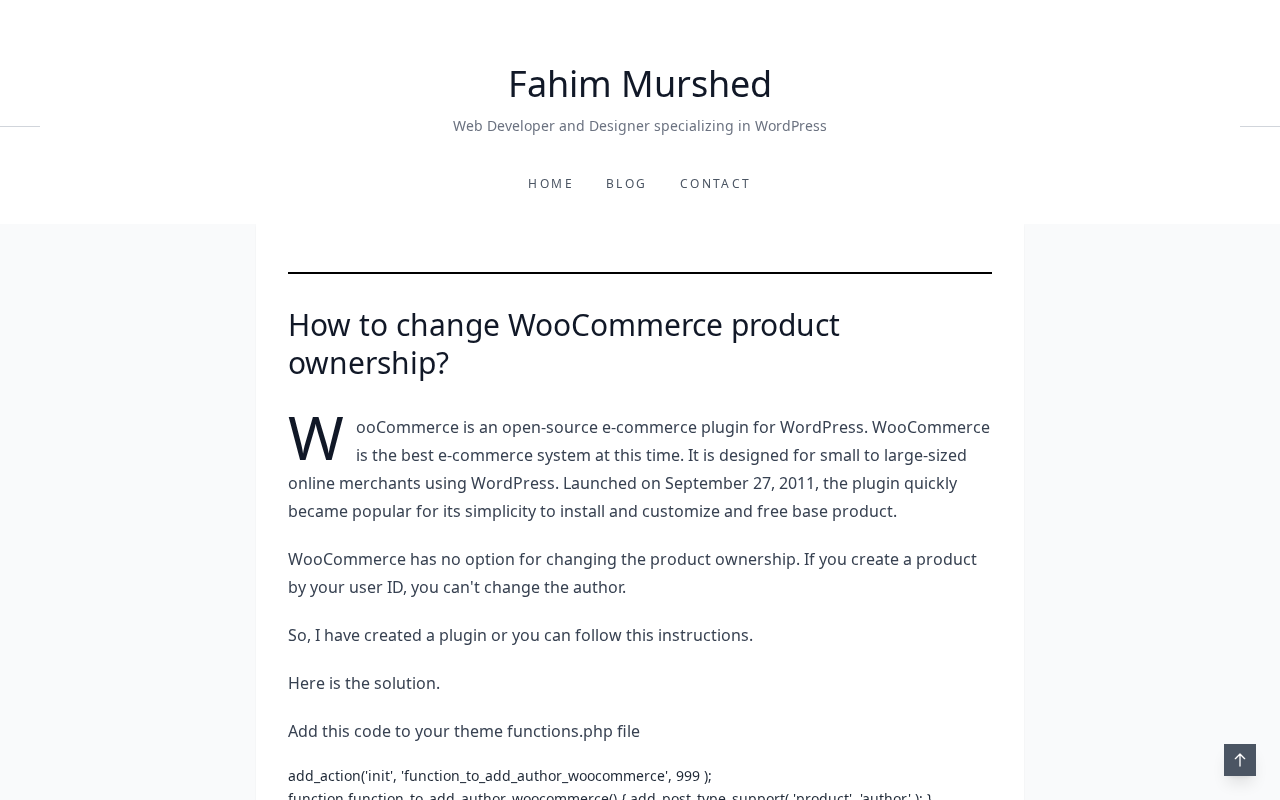 Fahim Murshed
Web Developer and Designer specializing in WordPress
HOME BLOG CONTACT
How to change WooCommerce product
ownership?
WooCommerce is an open-source e-commerce plugin for WordPress. WooCommerce
is the best e-commerce system at this time. It is designed for small to large-sized
online merchants using WordPress. Launched on September 27, 2011, the plugin quickly
became popular for its simplicity to install and customize and free base product.
WooCommerce has no option for changing the product ownership. If you create a product
by your user ID, you can't change the author.
So, I have created a plugin or you can follow this instructions.
Here is the solution.
Add this code to your theme functions.php file
add_action('init', 'function_to_add_author_woocommerce', 999 );
function function_to_add_author_woocommerce() { add_post_type_support( 'product', 'author' ); }